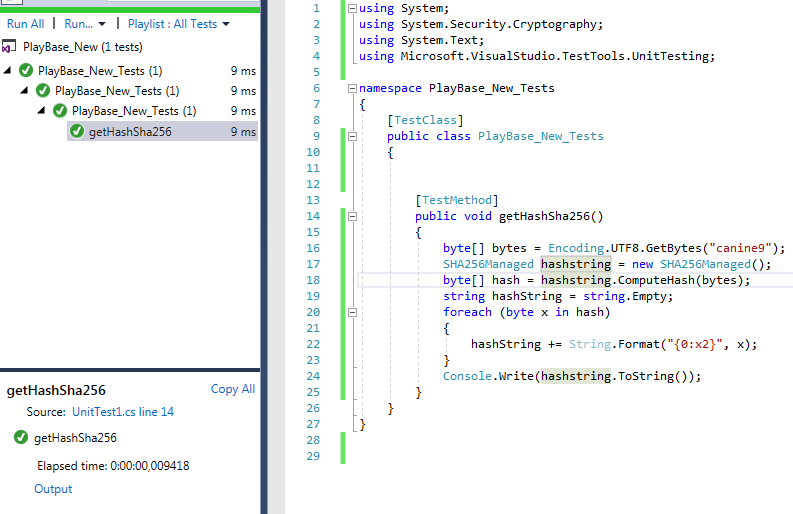 Run All | Run... | Playlist : All Tests
PlayBase_New (1 tests)
PlayBase_New_Tests (1) 9 ms
PlayBase_New_Tests (1) 9 ms
PlayBase_New_Tests (1) 9 ms
getHashSha256 9 ms
getHashSha256 Copy All
Source: UnitTest1.cs line 14
getHashSha256
Elapsed time: 0:00:00,009418
Output
1 using System;
2 using System.Security.Cryptography;
3 using System.Text;
4 using Microsoft.VisualStudio.TestTools.UnitTesting;
5
6 namespace PlayBase_New_Tests
7 {
8 [TestClass]
9 public class PlayBase_New_Tests
10 {
11
12
13 [TestMethod]
14 public void getHashSha256()
15 {
16 byte[] bytes = Encoding.UTF8.GetBytes("canine9");
17 SHA256Managed hashstring = new SHA256Managed();
18 byte[] hash = hashstring.ComputeHash(bytes);
19 string hashString = string.Empty;
20 foreach (byte x in hash)
21 {
22 hashString += String.Format("{0:x2}", x);
23 }
24 Console.Write(hashstring.ToString());
25 }
26 }
27 }
28
29